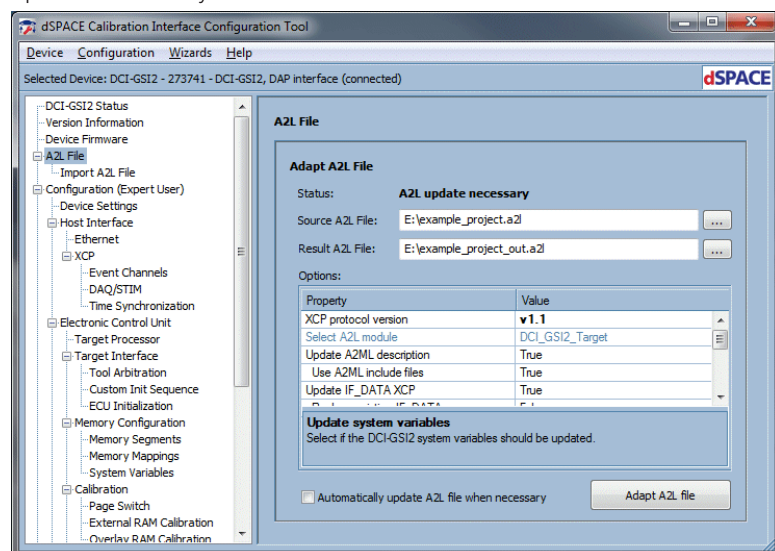 dSPACE Calibration Interface Configuration Tool
Device Configuration Wizards Help
Selected Device: DCI-GSI2 - 273741 - DCI-GSI2, DAP interface (connected)
dSPACE
DCI-GSI2 Status
Version Information
Device Firmware
A2L File
Import A2L File
Configuration (Expert User)
Device Settings
Host Interface
Ethernet
XCP
Event Channels
DAQ/STIM
Time Synchronization
Electronic Control Unit
Target Processor
Target Interface
Tool Arbitration
Custom Init Sequence
ECU Initialization
Memory Configuration
Memory Segments
Memory Mappings
System Variables
Calibration
Page Switch
External RAM Calibration
Overlay RAM Calibration
A2L File
Adapt A2L File
Status: A2L update necessary
Source A2L File: E:\example_project.a2l ...
Result A2L File: E:\example_project_out.a2l ...
Options:
Property Value
XCP protocol version v1.1
Select A2L module DCI_GSI2_Target
Update A2ML description True
Use A2ML include files True
Update IF_DATA XCP True
Update system variables
Select if the DCI-GSI2 system variables should be updated.
Automatically update A2L file when necessary
Adapt A2L file